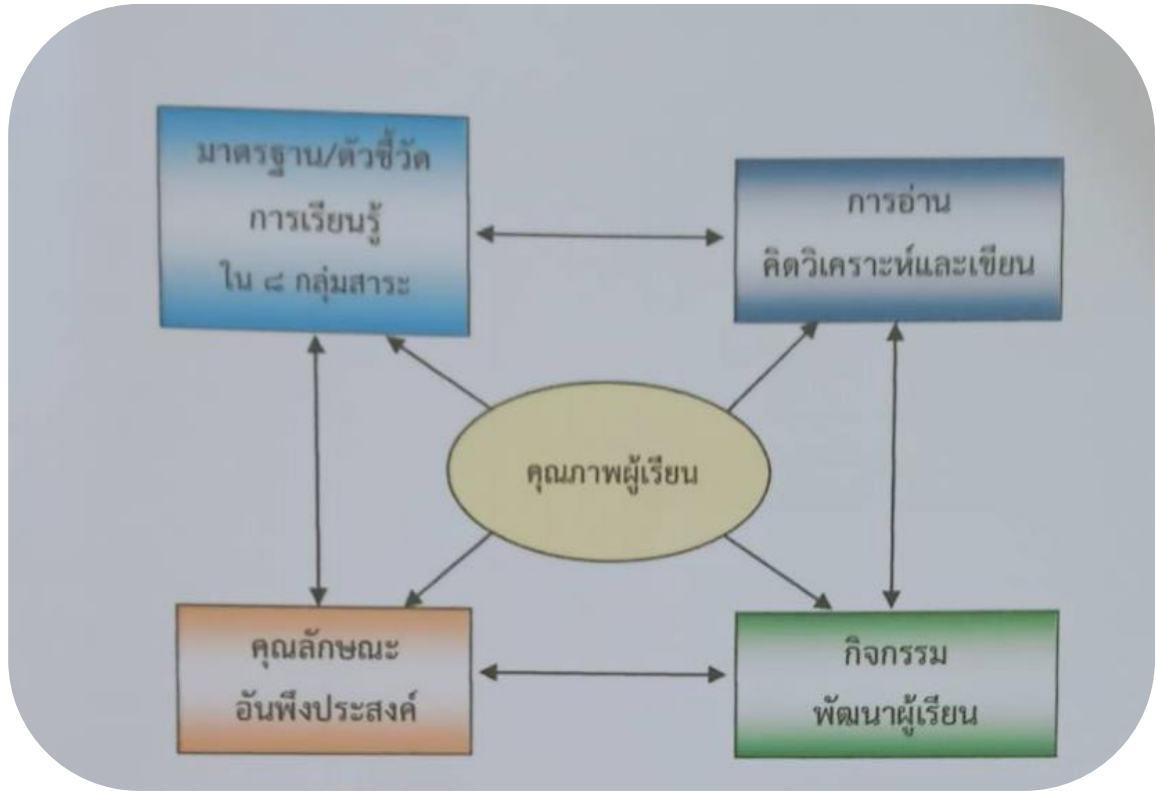 มาตรฐาน/ตัวชี้วัด
การเรียนรู้
ใน ๘ กลุ่มสาระ
การอ่าน
คิดวิเคราะห์และเขียน
คุณภาพผู้เรียน
คุณลักษณะ
อันพึงประสงค์
กิจกรรม
พัฒนาผู้เรียน